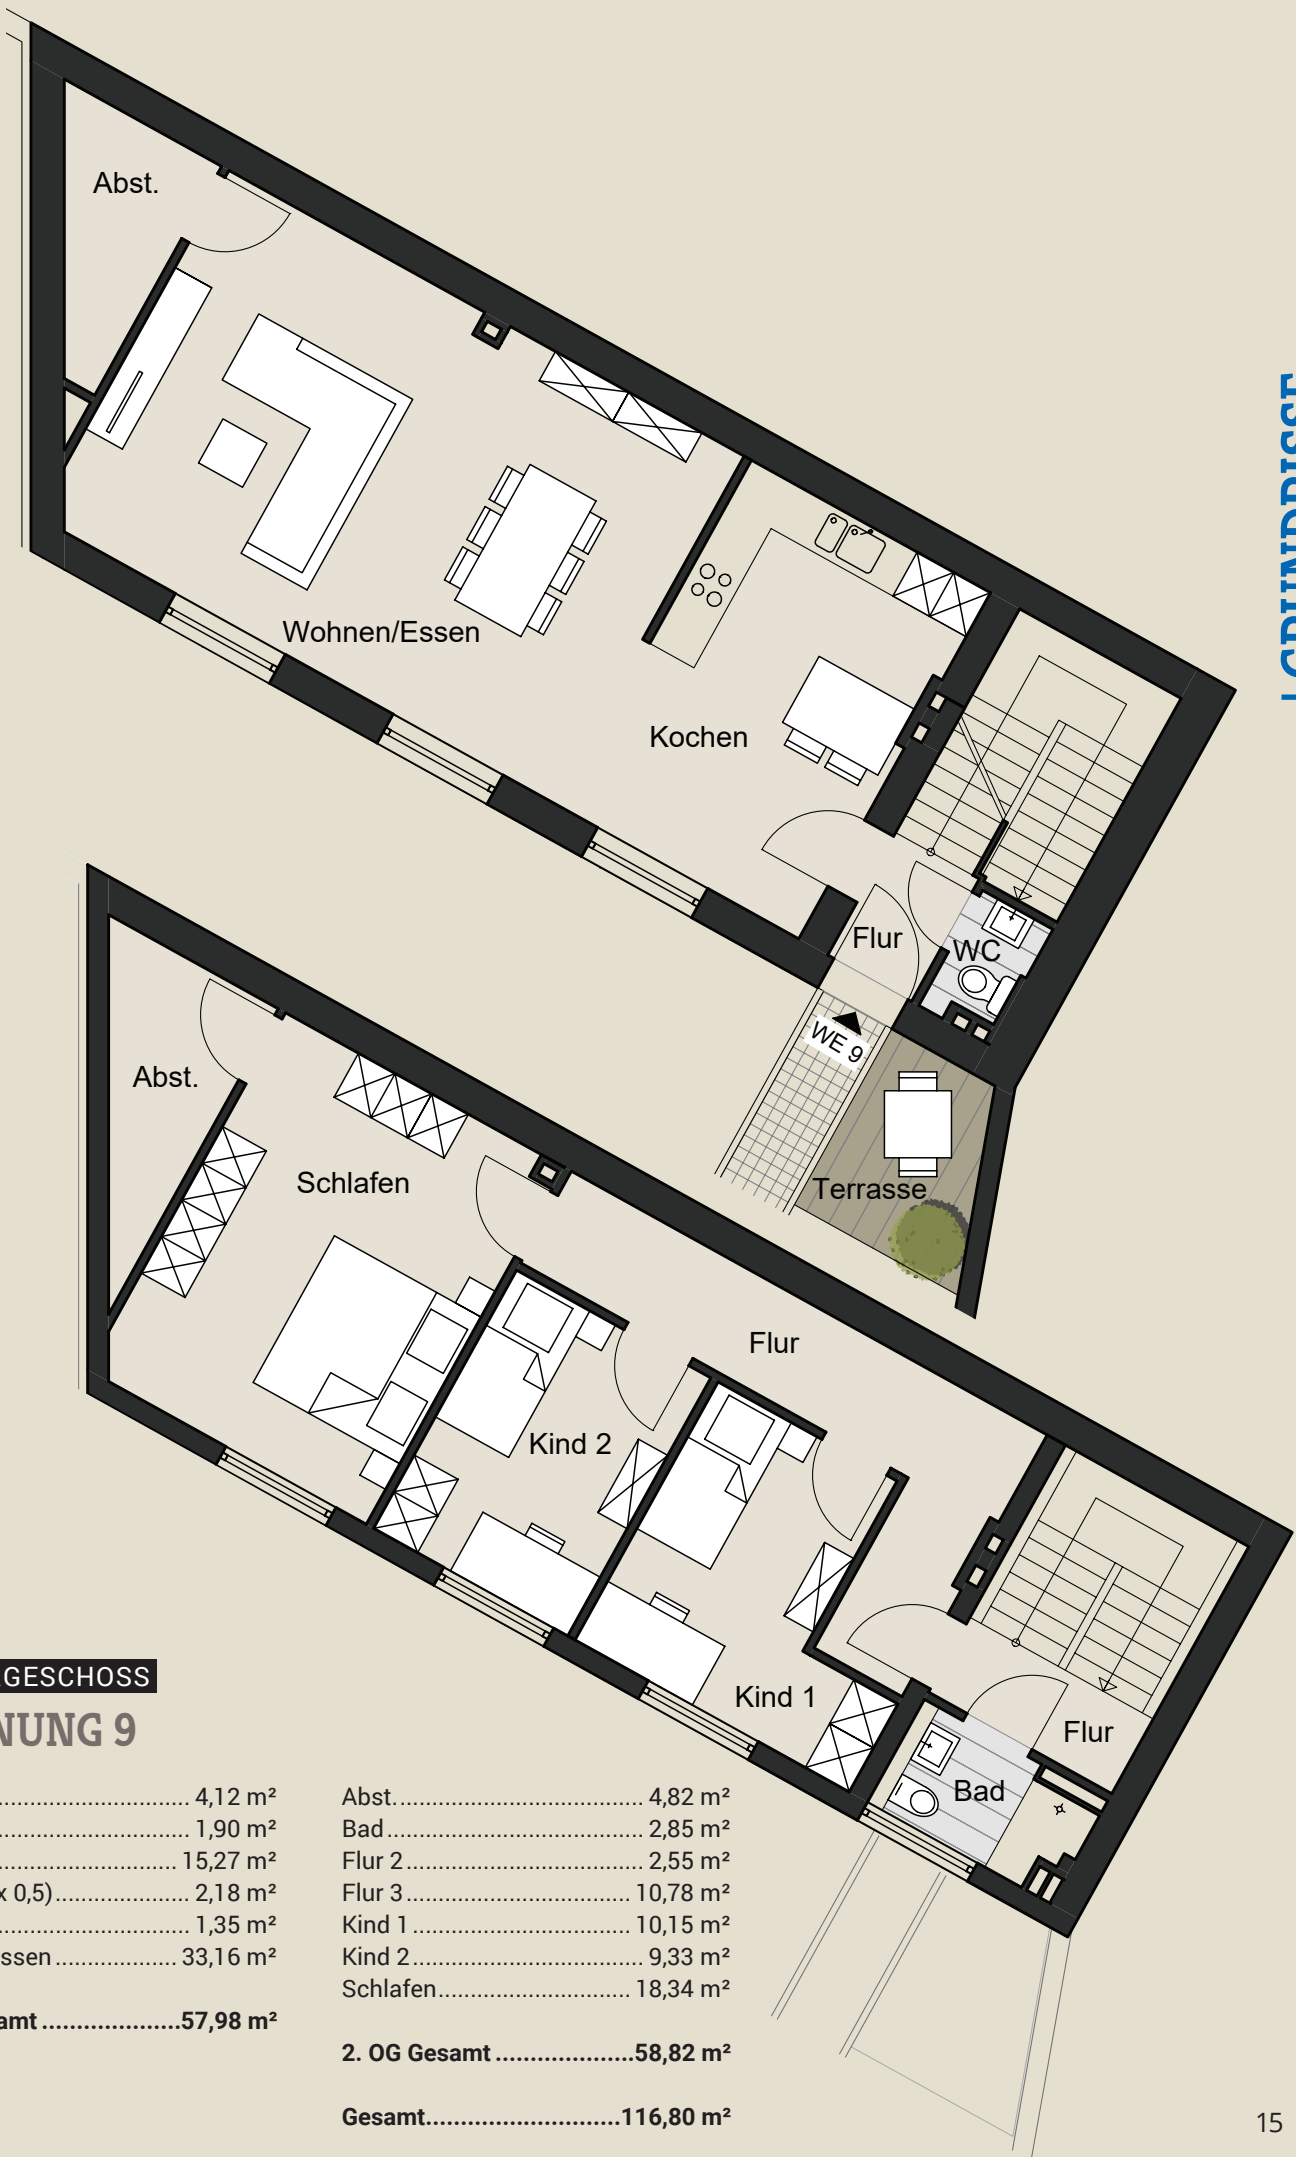 Abst.
Wohnen/Essen
Kochen
Flur
WC
WE 9
Terrasse
Abst.
Schlafen
Flur
Kind 2
Kind 1
Flur
Bad
GESCHOSS
NUNG 9
4,12 m²
1,90 m²
15,27 m²
x 0,5) 2,18 m²
1,35 m²
ssen 33,16 m²
amt 57,98 m²
Abst. 4,82 m²
Bad 2,85 m²
Flur 2 2,55 m²
Flur 3 10,78 m²
Kind 1 10,15 m²
Kind 2 9,33 m²
Schlafen 18,34 m²
2. OG Gesamt 58,82 m²
Gesamt 116,80 m²
| GRUNDRISSE
15